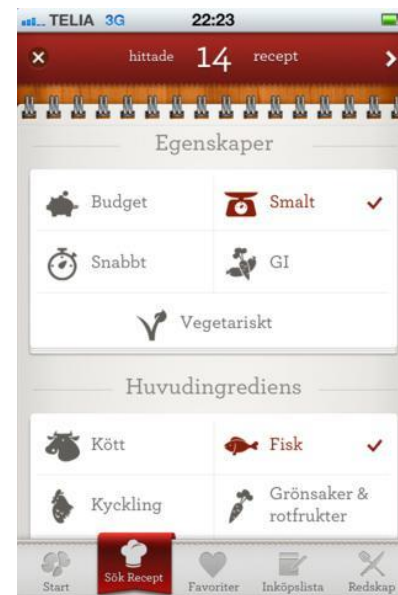 TELIA 3G 22:23
hittade 14 recept
Egenskaper
Budget Smalt
Snabbt GI
Vegetariskt
Huvudingrediens
Kött Fisk
Kyckling Grönsaker &
rotfrukter
Start Sök Recept Favoriter Inköpslista Redskap